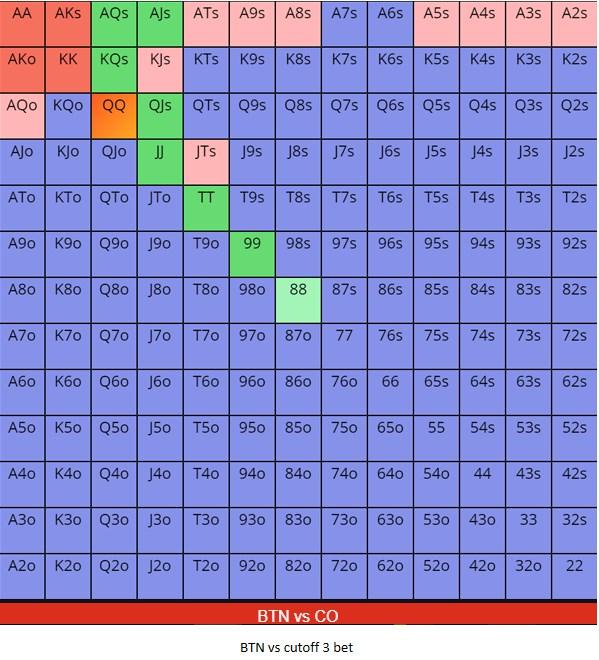 AA AKs AQs AJs ATs A9s A8s A7s A6s A5s A4s A3s A2s
AKo KK KQs KJs KTs K9s K8s K7s K6s K5s K4s K3s K2s
AQo KQo QQ QJs QTs Q9s Q8s Q7s Q6s Q5s Q4s Q3s Q2s
AJo KJo QJo JJ JTs J9s J8s J7s J6s J5s J4s J3s J2s
ATo KTo QTo JTo TT T9s T8s T7s T6s T5s T4s T3s T2s
A9o K9o Q9o J9o T9o 99 98s 97s 96s 95s 94s 93s 92s
A8o K8o Q8o J8o T8o 98o 88 87s 86s 85s 84s 83s 82s
A7o K7o Q7o J7o T7o 97o 87o 77 76s 75s 74s 73s 72s
A6o K6o Q6o J6o T6o 96o 86o 76o 66 65s 64s 63s 62s
A5o K5o Q5o J5o T5o 95o 85o 75o 65o 55 54s 53s 52s
A4o K4o Q4o J4o T4o 94o 84o 74o 64o 54o 44 43s 42s
A3o K3o Q3o J3o T3o 93o 83o 73o 63o 53o 43o 33 32s
A2o K2o Q2o J2o T2o 92o 82o 72o 62o 52o 42o 32o 22
BTN vs CO
BTN vs cutoff 3 bet